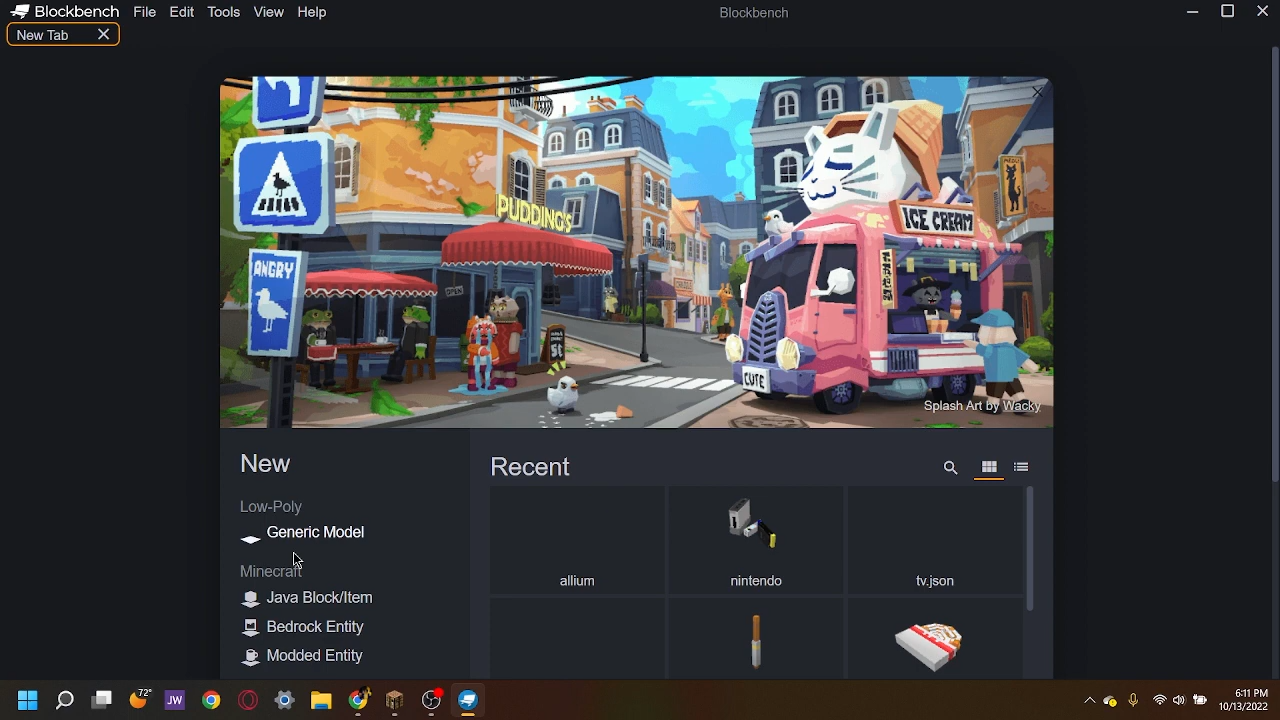 Blockbench File Edit Tools View Help
Blockbench
New Tab
PUDDING'S
ICE CREAM
ANGRY
CUTE
Splash Art by Wacky
New
Low-Poly
Generic Model
Minecraft
Java Block/Item
Bedrock Entity
Modded Entity
Recent
allium
nintendo
tv.json
72°
JW
6:11 PM
10/13/2022